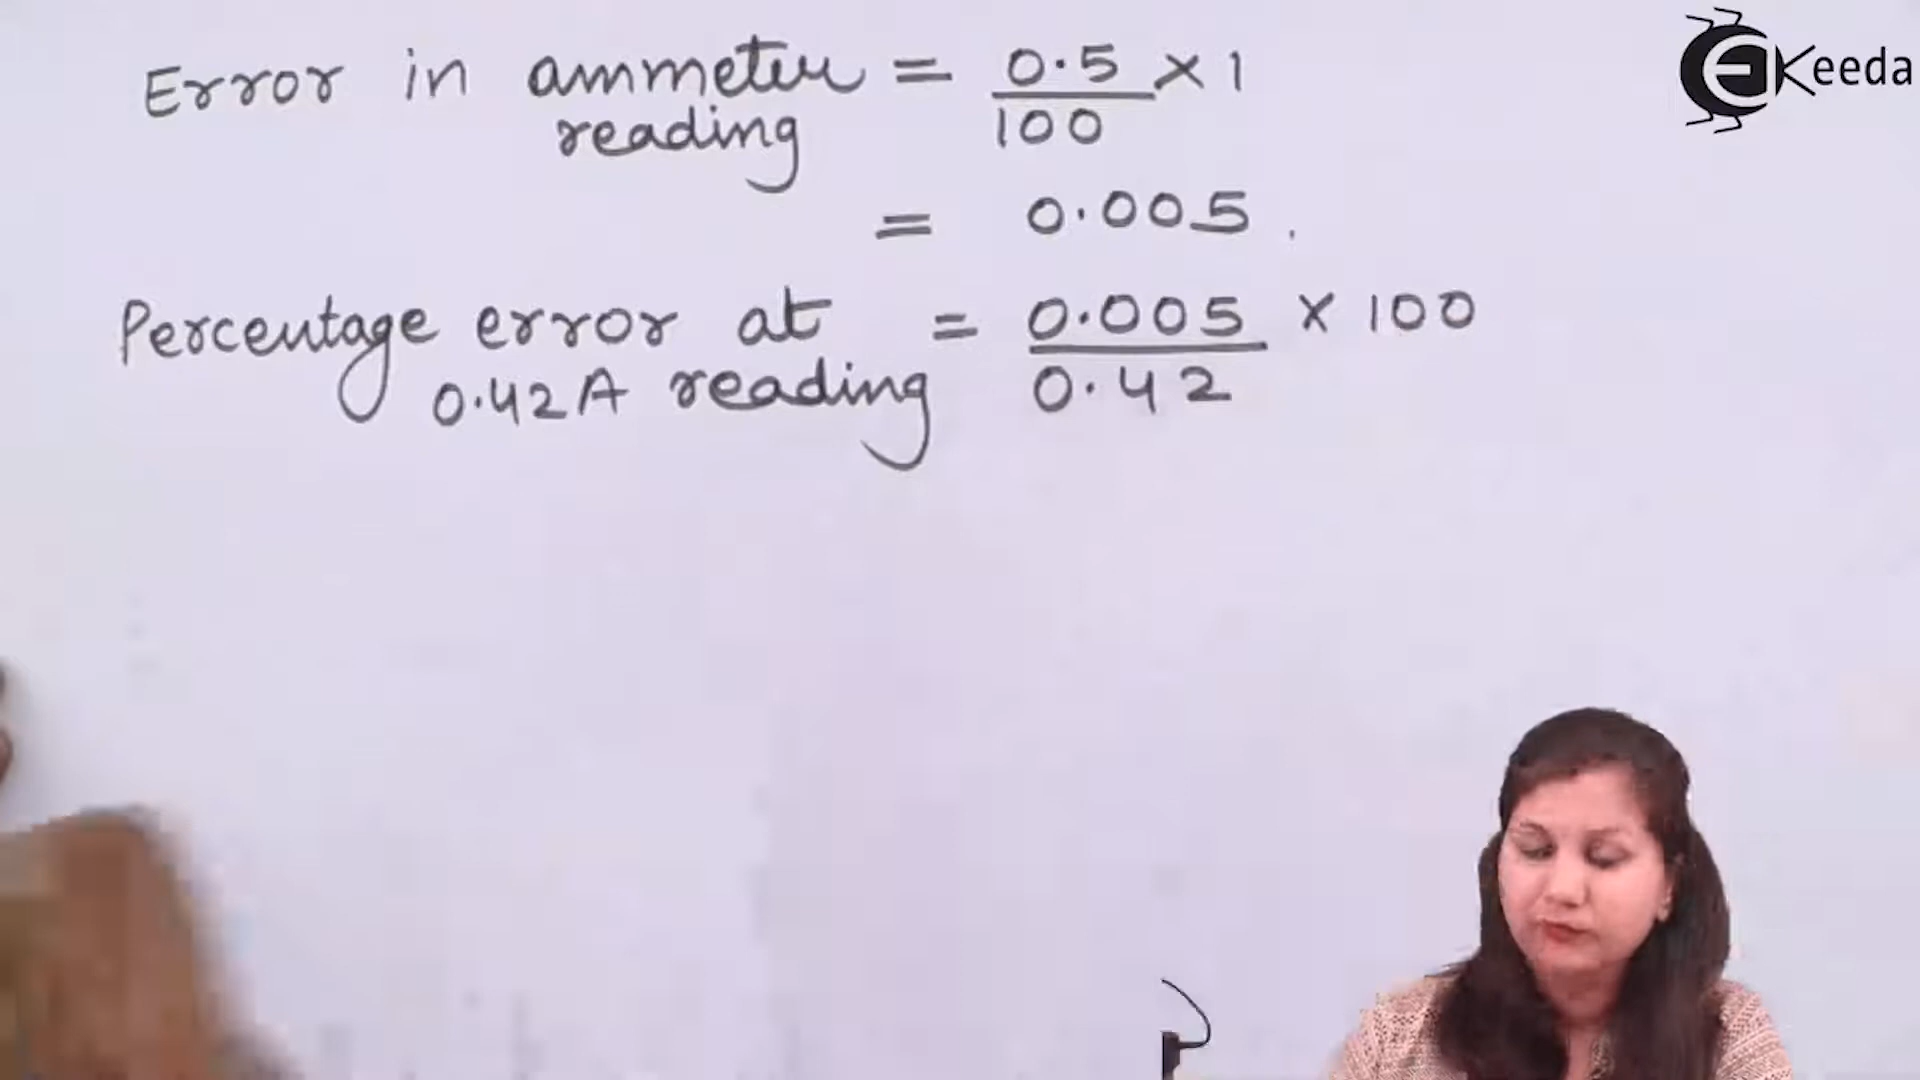 Error in ammeter = 0.5 × 1
reading 100
= 0.005.
Percentage error at = 0.005 × 100
0.42A reading 0.42
EKeeda